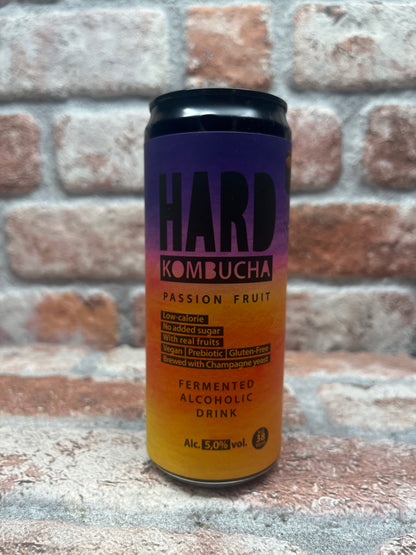 HARD
KOMBUCHA
PASSION FRUIT
Low-calorie
No added sugar
With real fruits
Vegan | Prebiotic | Gluten-Free
Brewed with Champagne yeast
FERMENTED
ALCOHOLIC
DRINK
Alc. 5,0% vol.
38